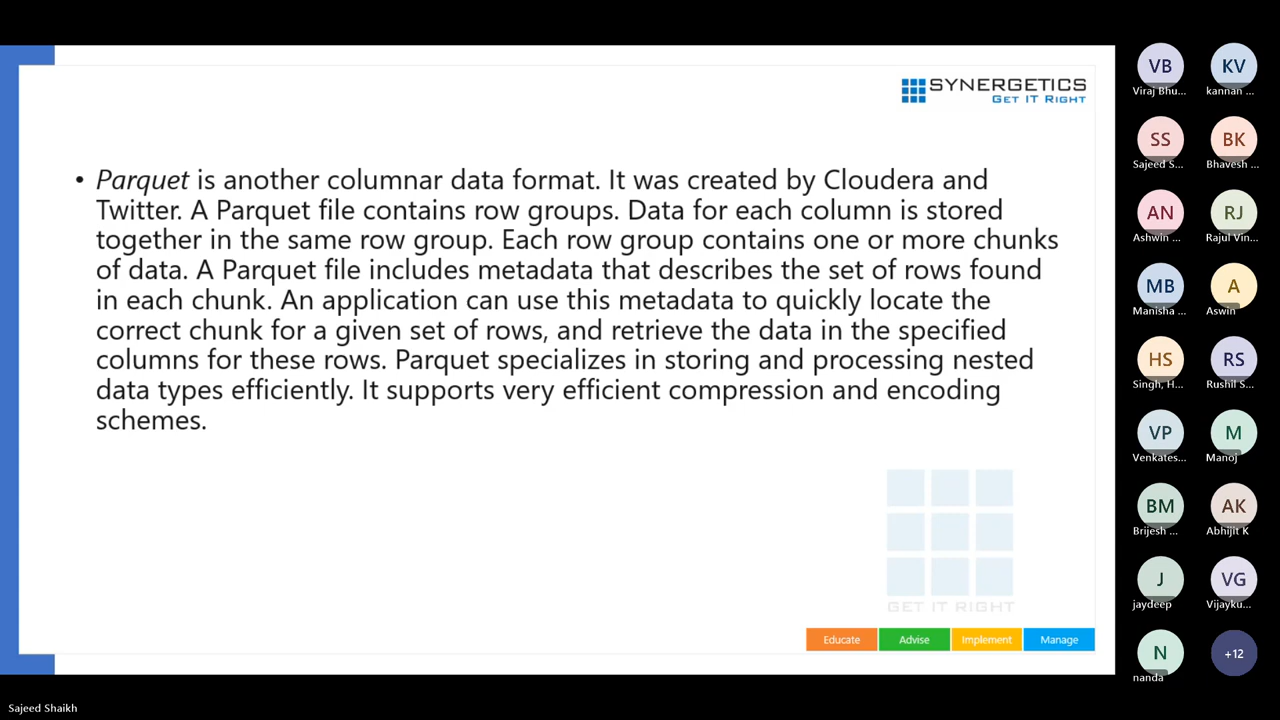 SYNERGETICS
GET IT RIGHT
• Parquet is another columnar data format. It was created by Cloudera and
Twitter. A Parquet file contains row groups. Data for each column is stored
together in the same row group. Each row group contains one or more chunks
of data. A Parquet file includes metadata that describes the set of rows found
in each chunk. An application can use this metadata to quickly locate the
correct chunk for a given set of rows, and retrieve the data in the specified
columns for these rows. Parquet specializes in storing and processing nested
data types efficiently. It supports very efficient compression and encoding
schemes.
GET IT RIGHT
Educate Advise Implement Manage
VB KV
Viraj Bhu... kannan ...
SS BK
Sajeed S... Bhavesh ...
AN RJ
Ashwin ... Rajul Vin...
MB A
Manisha ... Aswin
HS RS
Singh, H... Rushil S...
VP M
Venkates... Manoj
BM AK
Brijesh ... Abhijit K
J VG
jaydeep Vijayku...
N +12
nanda
Sajeed Shaikh